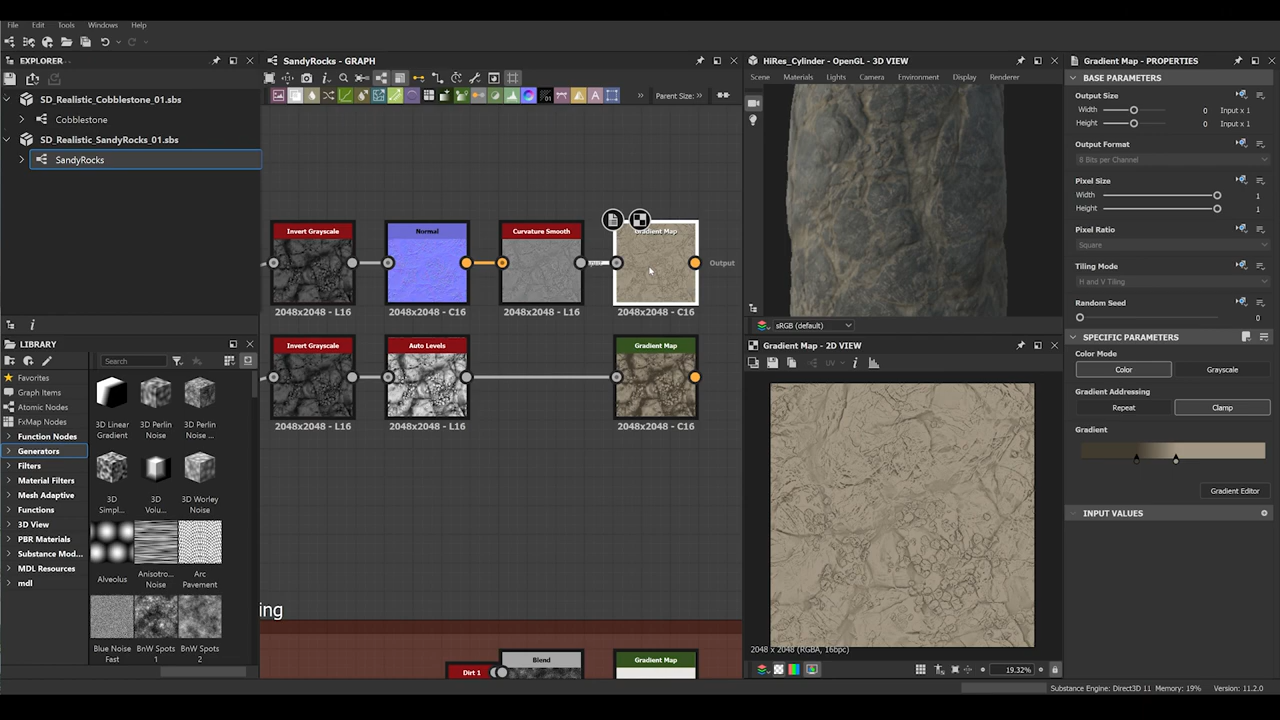 File Edit Tools Windows Help
EXPLORER
SD_Realistic_Cobblestone_01.sbs
Cobblestone
SD_Realistic_SandyRocks_01.sbs
SandyRocks
LIBRARY
Search
Favorites
Graph Items
Atomic Nodes
FxMap Nodes
Function Nodes
Generators
Filters
Material Filters
Mesh Adaptive
Functions
3D View
PBR Materials
Substance Mod...
MDL Resources
mdl
3D Linear Gradient
3D Perlin Noise
3D Perlin Noise ...
3D Simpl...
3D Volu...
3D Worley Noise
Alveolus
Anisotro... Noise
Arc Pavement
Blue Noise Fast
BnW Spots 1
BnW Spots 2
SandyRocks - GRAPH
Parent Size:
Invert Grayscale
2048x2048 - L16
Normal
2048x2048 - C16
Curvature Smooth
2048x2048 - L16
Gradient Map
2048x2048 - C16
Output
Invert Grayscale
2048x2048 - L16
Auto Levels
2048x2048 - L16
Gradient Map
2048x2048 - C16
ing
Dirt 1
Blend
Gradient Map
HiRes_Cylinder - OpenGL - 3D VIEW
Scene Materials Lights Camera Environment Display Renderer
sRGB (default)
Gradient Map - 2D VIEW
UV
2048 x 2048 (RGBA, 16bpc)
19.32%
Gradient Map - PROPERTIES
BASE PARAMETERS
Output Size
Width 0 Input x 1
Height 0 Input x 1
Output Format
8 Bits per Channel
Pixel Size
Width 1
Height 1
Pixel Ratio
Square
Tiling Mode
H and V Tiling
Random Seed
0
SPECIFIC PARAMETERS
Color Mode
Color Grayscale
Gradient Addressing
Repeat Clamp
Gradient
Gradient Editor
INPUT VALUES
Substance Engine: Direct3D 11 Memory: 19% Version: 11.2.0